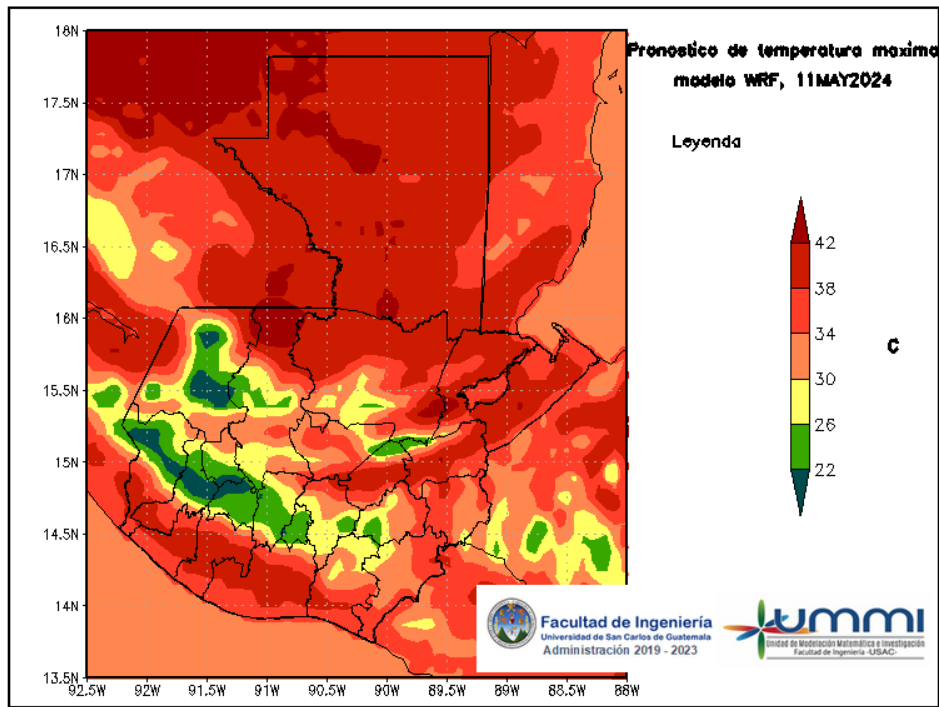 Pronostico de temperatura maxima
modelo WRF, 11MAY2024
Leyenda
18N
17.5N
17N
16.5N
16N
15.5N
15N
14.5N
14N
13.5N
92.5W 92W 91.5W 91W 90.5W 90W 89.5W 89W 88.5W 88W
42
38
34
30
26
22
C
Facultad de Ingeniería
Universidad de San Carlos de Guatemala
Administración 2019 - 2023
UMMI
Unidad de Modelación Matemática e Investigación
Facultad de Ingeniería -USAC-